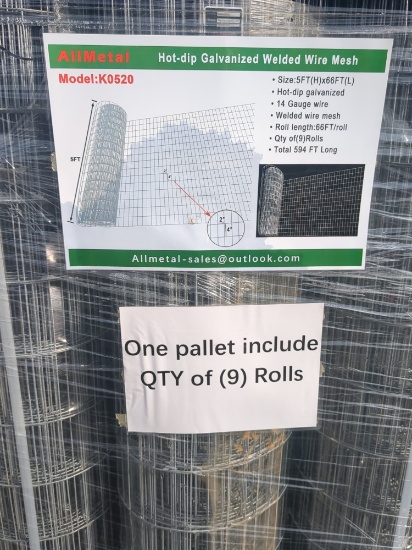 AllMetal Hot-dip Galvanized Welded Wire Mesh
Model:K0520
• Size:5FT(H)x66FT(L)
• Hot-dip galvanized
• 14 Gauge wire
• Welded wire mesh
• Roll length:66FT/roll
• Qty of(9)Rolls
• Total 594 FT Long
5FT
2"
4"
Allmetal-sales@outlook.com
One pallet include
QTY of (9) Rolls